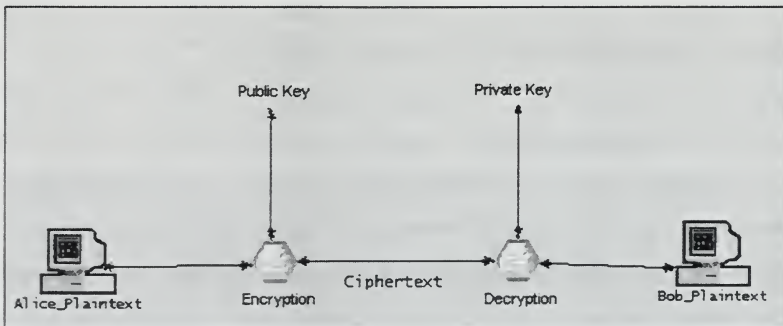 Public Key
Private Key
Alice_Plaintext
Encryption
Ciphertext
Decryption
Bob_Plaintext